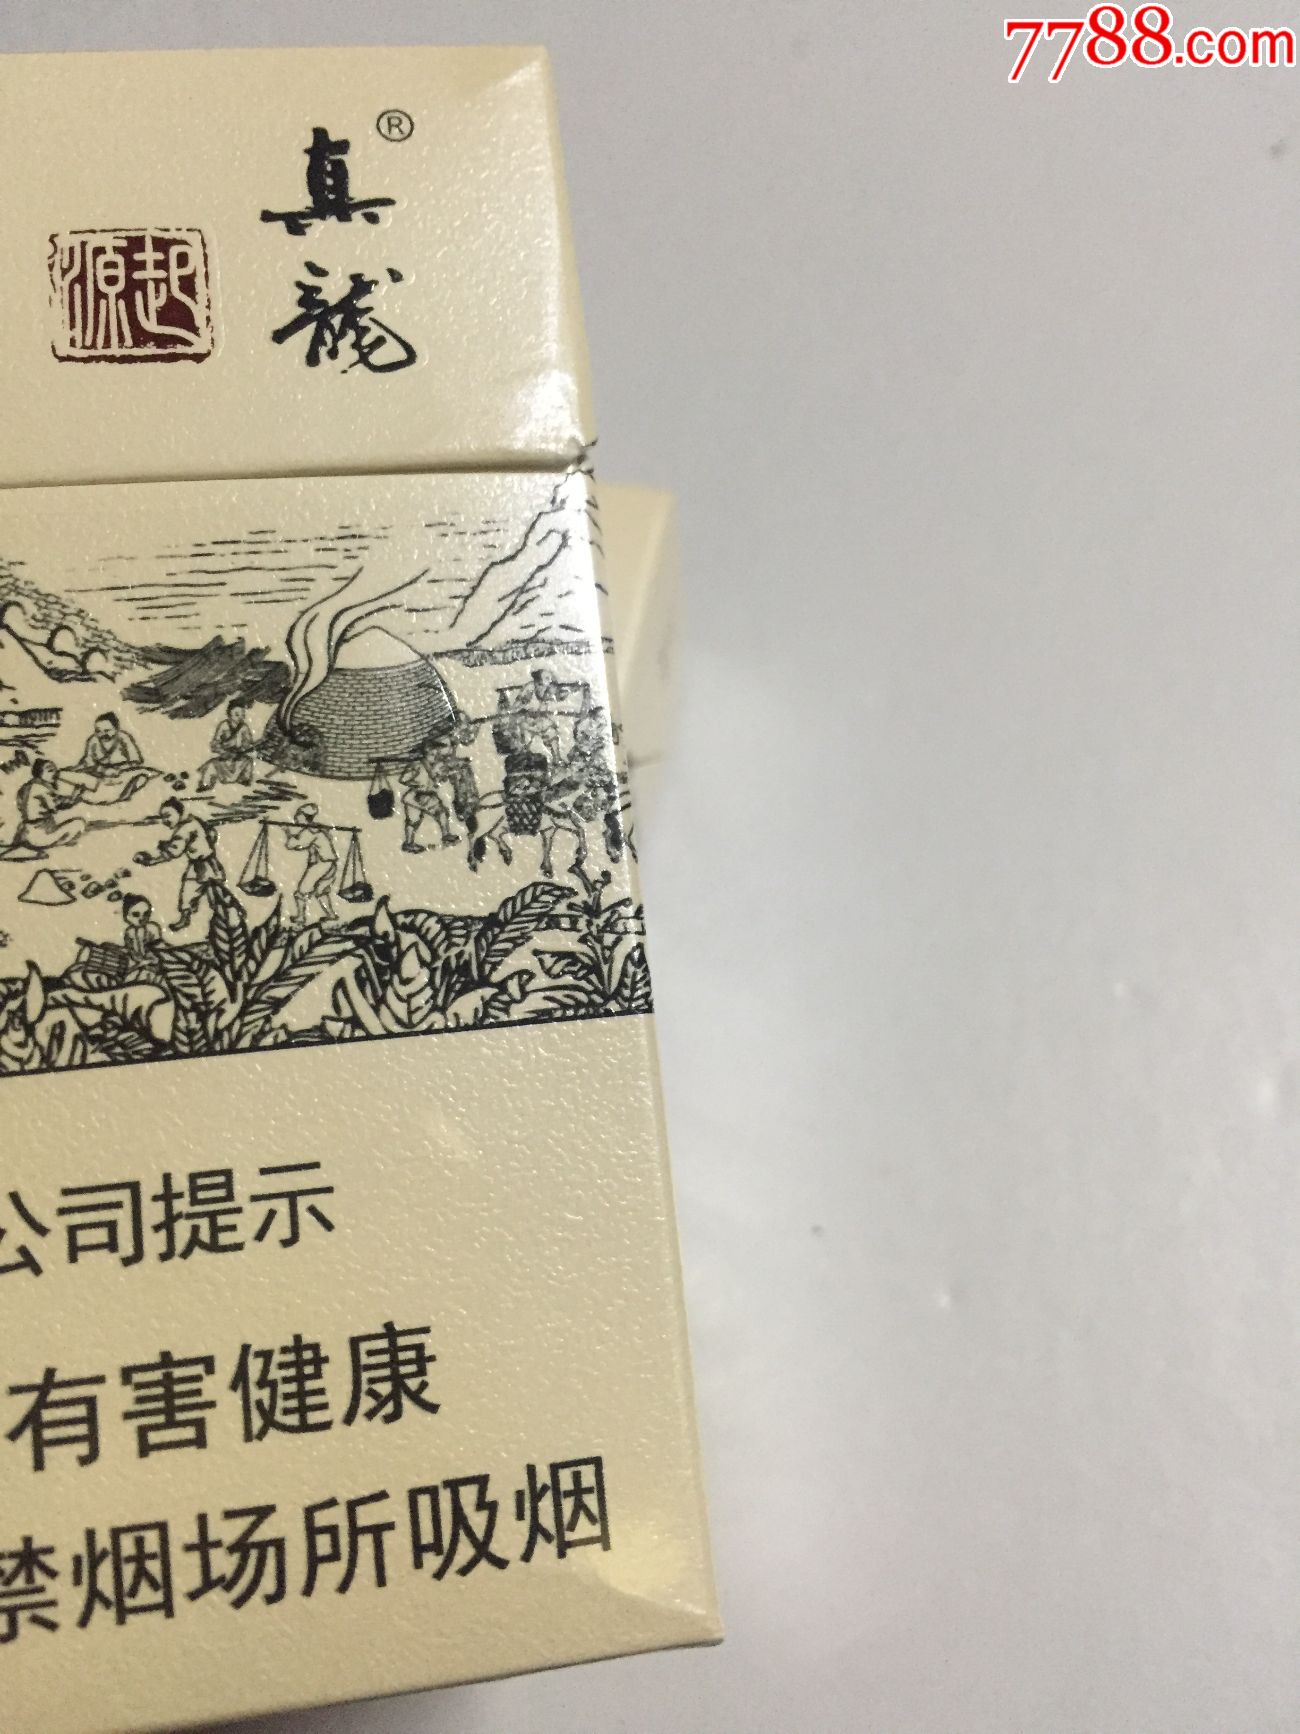 7788.com
真龍®
起源
公司提示
有害健康
禁烟场所吸烟